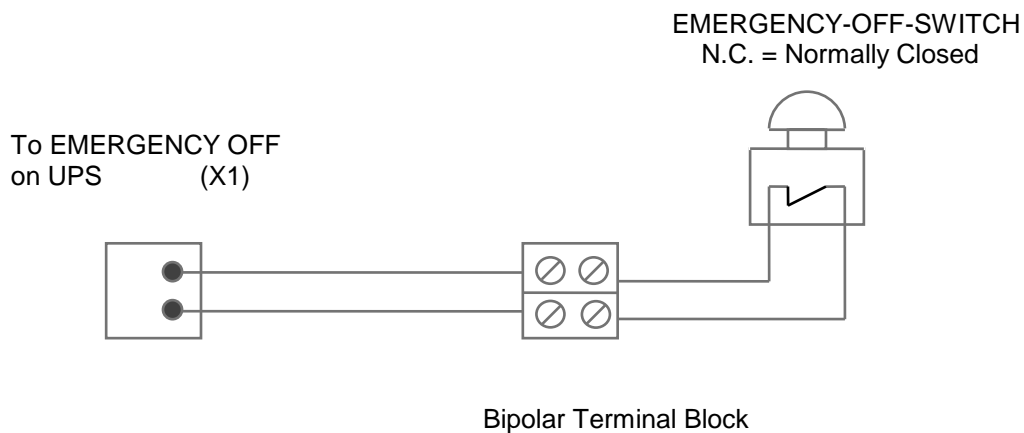 EMERGENCY-OFF-SWITCH
N.C. = Normally Closed
To EMERGENCY OFF
on UPS (X1)
Bipolar Terminal Block